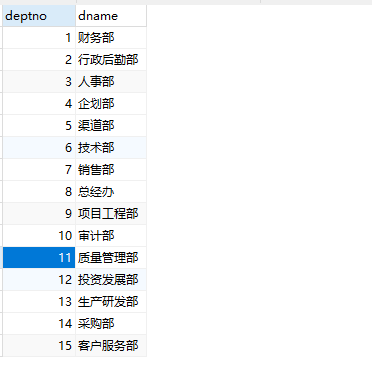 deptno dname
1 财务部
2 行政后勤部
3 人事部
4 企划部
5 渠道部
6 技术部
7 销售部
8 总经办
9 项目工程部
10 审计部
11 质量管理部
12 投资发展部
13 生产研发部
14 采购部
15 客户服务部